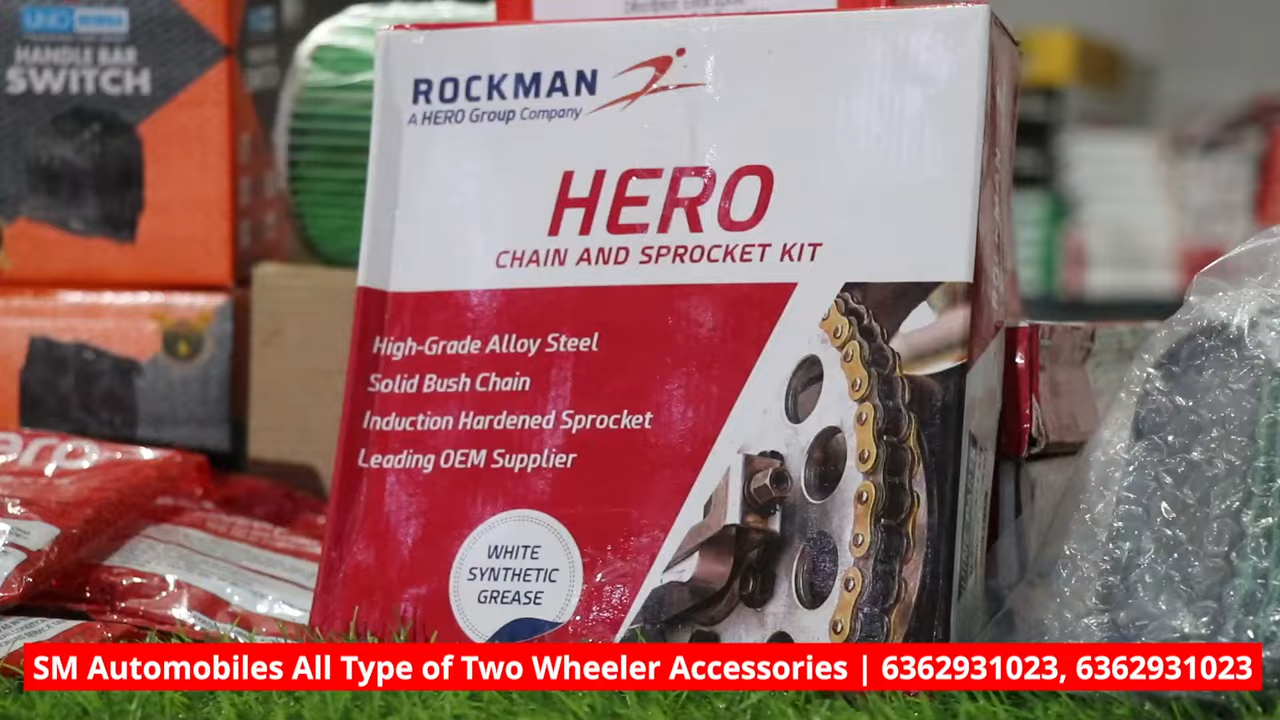 HANDLE BAR
SWITCH
ROCKMAN
A HERO Group Company
HERO
CHAIN AND SPROCKET KIT
High-Grade Alloy Steel
Solid Bush Chain
Induction Hardened Sprocket
Leading OEM Supplier
WHITE
SYNTHETIC
GREASE
SM Automobiles All Type of Two Wheeler Accessories | 6362931023, 6362931023